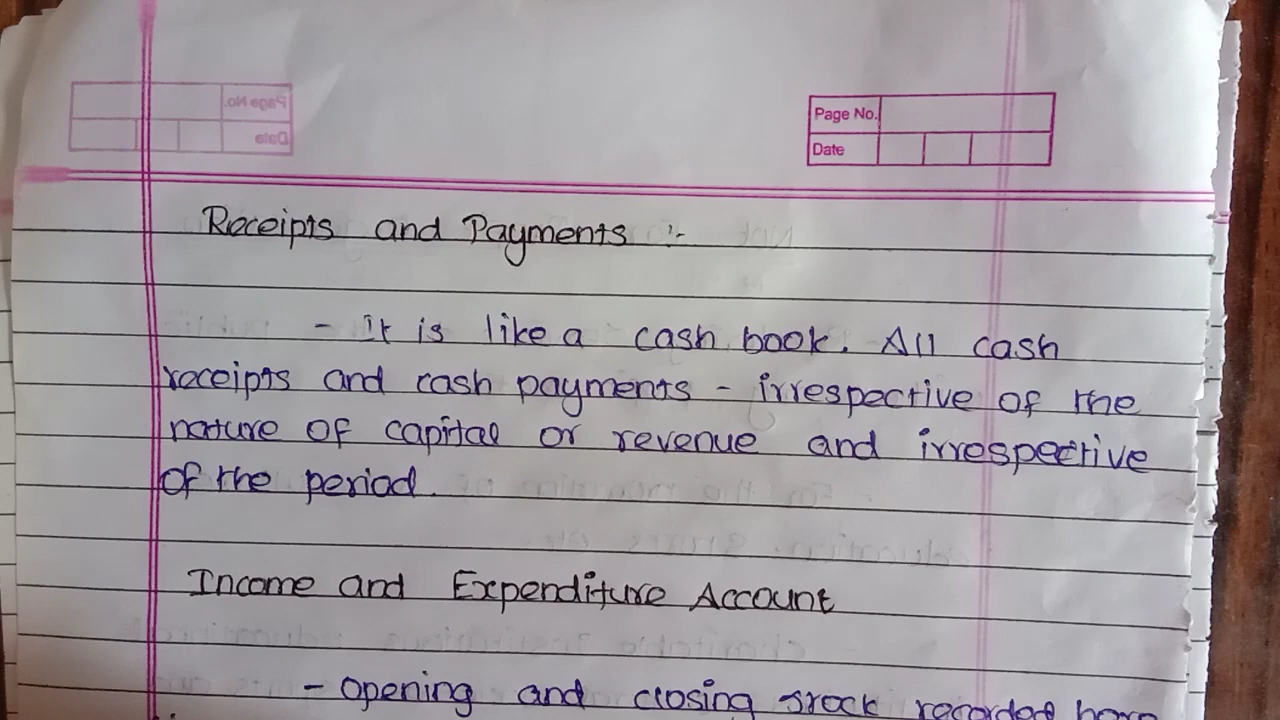 Page No.
Date
Receipts and Payments :-
- It is like a cash book. All cash
receipts and cash payments - irrespective of the
nature of capital or revenue and irrespective
of the period.
Income and Expenditure Account
- Opening and closing stock recorded here